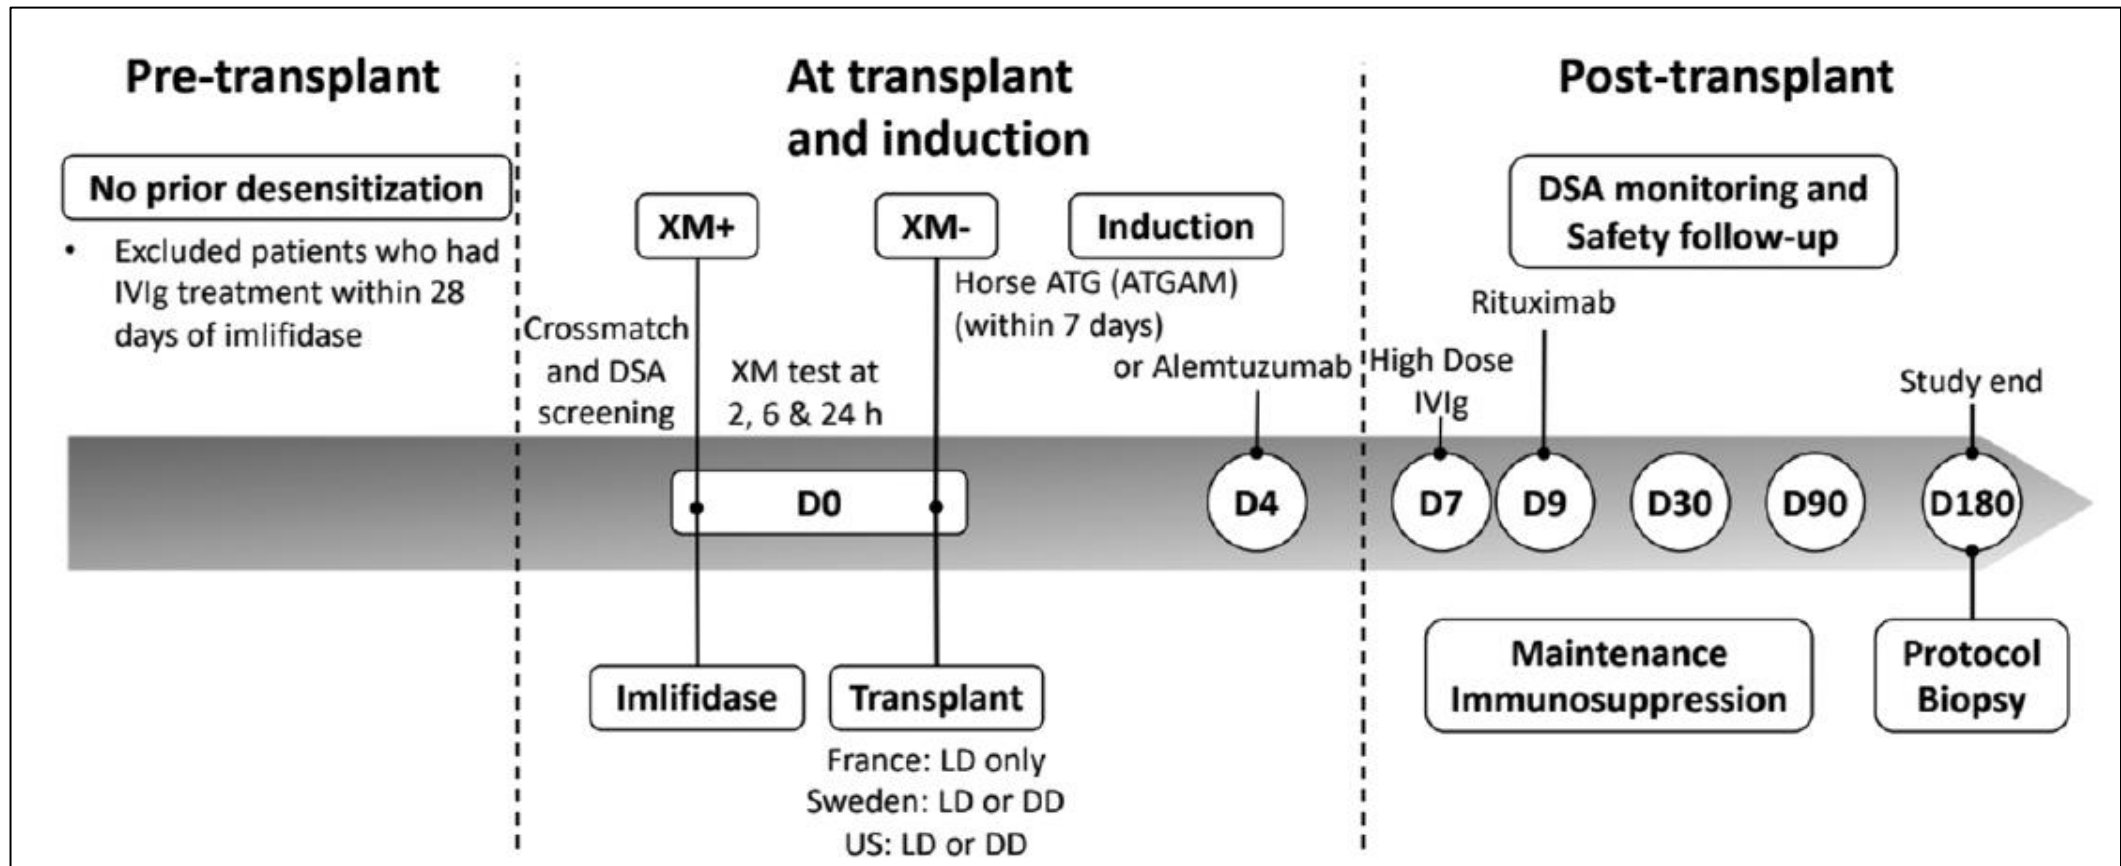 Pre-transplant
No prior desensitization
• Excluded patients who had
IVIg treatment within 28
days of imlifidase
At transplant
and induction
XM+
XM-
Induction
Crossmatch
and DSA
screening
XM test at
2, 6 & 24 h
Horse ATG (ATGAM)
(within 7 days)
or Alemtuzumab
D0
D4
Imlifidase
Transplant
France: LD only
Sweden: LD or DD
US: LD or DD
Post-transplant
DSA monitoring and
Safety follow-up
High Dose
IVIg
Rituximab
Study end
D7
D9
D30
D90
D180
Maintenance
Immunosuppression
Protocol
Biopsy